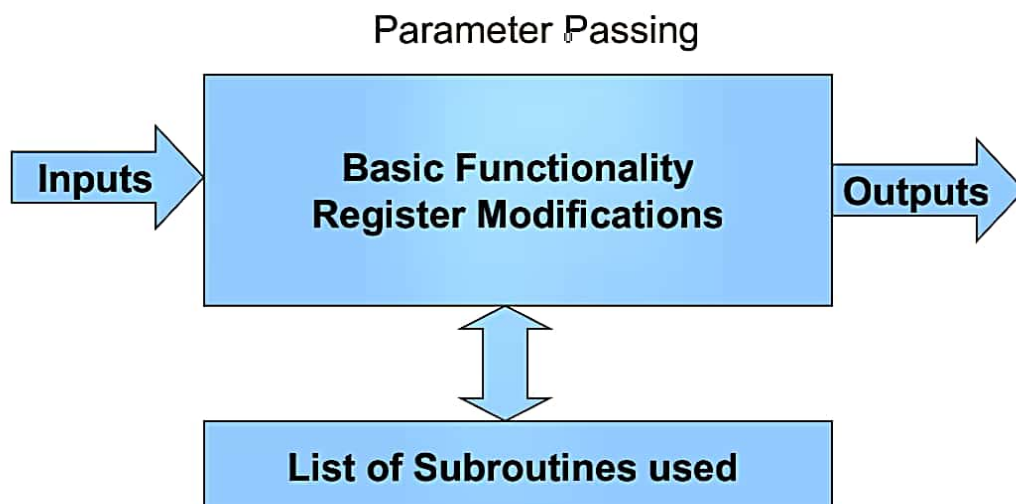 Parameter Passing
Inputs
Basic Functionality
Register Modifications
Outputs
List of Subroutines used